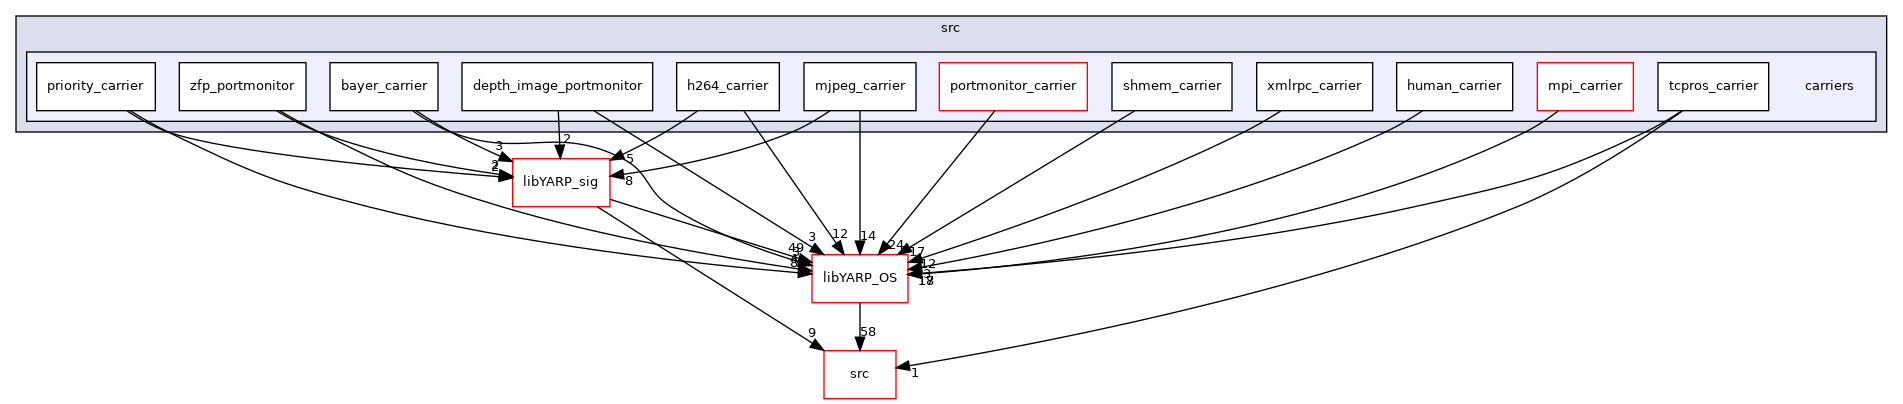 src
priority_carrier
zfp_portmonitor
bayer_carrier
depth_image_portmonitor
h264_carrier
mjpeg_carrier
portmonitor_carrier
shmem_carrier
xmlrpc_carrier
human_carrier
mpi_carrier
tcpros_carrier
carriers
3
2
5
2
8
libYARP_sig
3
12
14
24
17
49
12
3
8
18
libYARP_OS
9
58
1
src